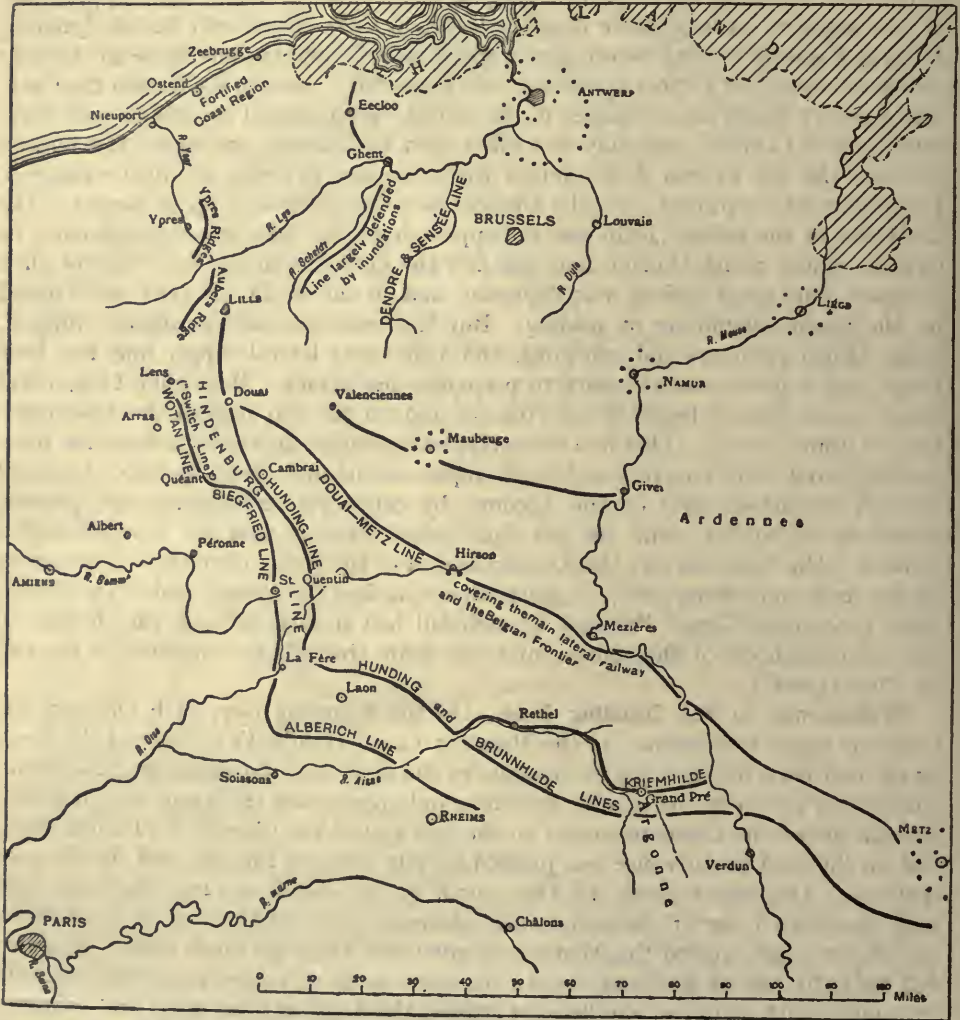 L A N D
H
Zeebrugge
Ostend
Fortified
Coast Region
Nieuport
R. Yser
Eecloo
ANTWERP
Ghent
Ypres
Ypres Ridges
R. Lys
R. Scheldt
Line largely defended
by inundations
DENDRE & SENSÉE LINE
BRUSSELS
Louvain
R. Dyle
Aubers Ridge
LILLE
LIÉGE
R. Meuse
NAMUR
Lens
("Switch Line")
WOTAN LINE
HINDENBURG LINE
Douai
Valenciennes
Arras
Maubeuge
Quéant
Cambrai
Givet
SIEGFRIED LINE
HUNDING LINE
DOUAI-METZ LINE
Ardennes
Albert
Péronne
Hirson
AMIENS
R. Somme
St. Quentin
covering the main lateral railway
and the Belgian Frontier
Mezières
La Fère
HUNDING and
BRUNNHILDE LINES
Laon
Rethel
R. Oise
ALBERICH LINE
Soissons
R. Aisne
KRIEMHILDE
Grand Pré
Argonne
RHEIMS
METZ
Verdun
R. Marne
PARIS
R. Seine
Châlons
0 10 20 30 40 50 60 70 80 90 100 Miles